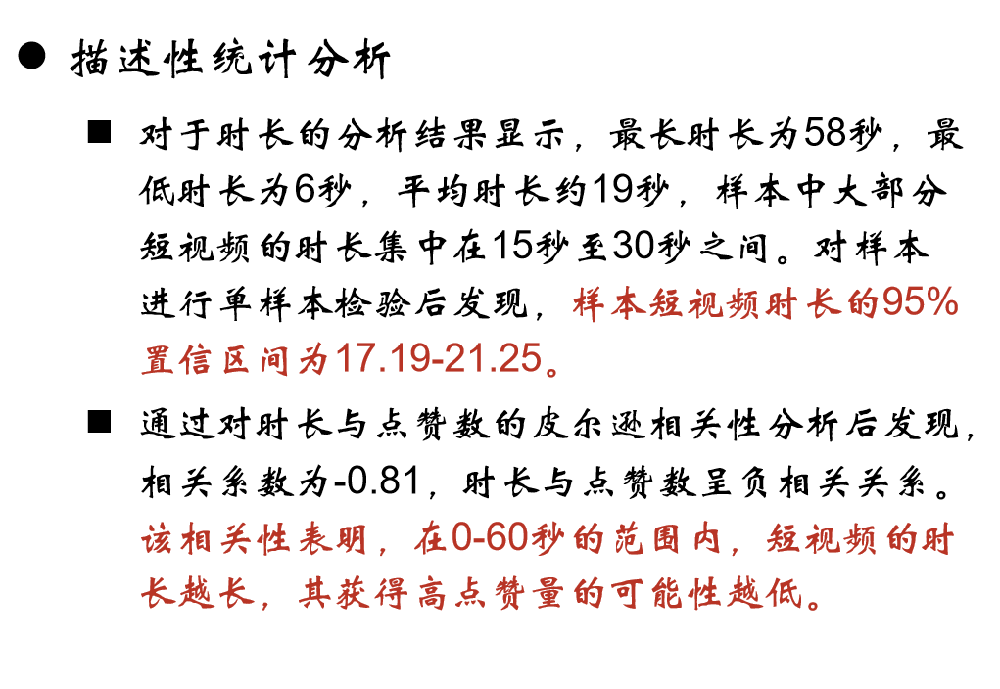 ● 描述性统计分析
■ 对于时长的分析结果显示，最长时长为58秒，最
低时长为6秒，平均时长约19秒，样本中大部分
短视频的时长集中在15秒至30秒之间。对样本
进行单样本检验后发现，样本短视频时长的95%
置信区间为17.19-21.25。
■ 通过对时长与点赞数的皮尔逊相关性分析后发现，
相关系数为-0.81，时长与点赞数呈负相关关系。
该相关性表明，在0-60秒的范围内，短视频的时
长越长，其获得高点赞量的可能性越低。